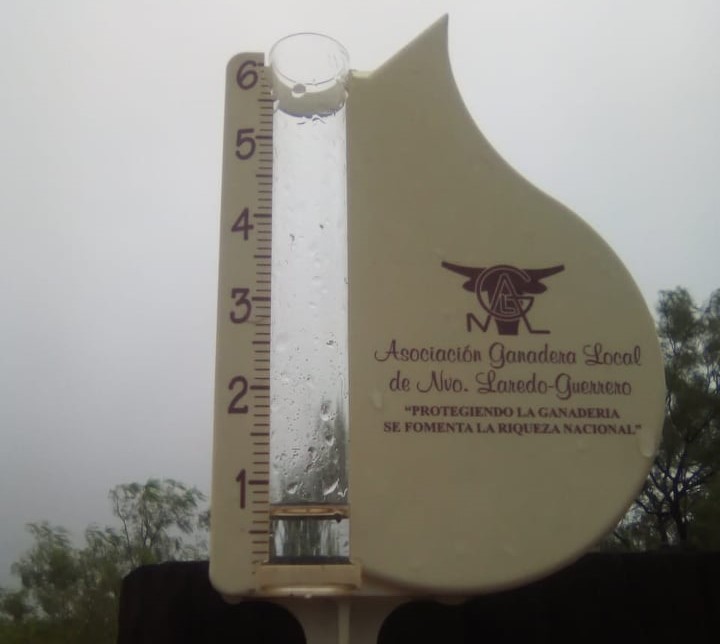 6
5
4
3
2
1
AGL
N L
Asociación Ganadera Local
de Nvo. Laredo-Guerrero
"PROTEGIENDO LA GANADERIA
SE FOMENTA LA RIQUEZA NACIONAL"